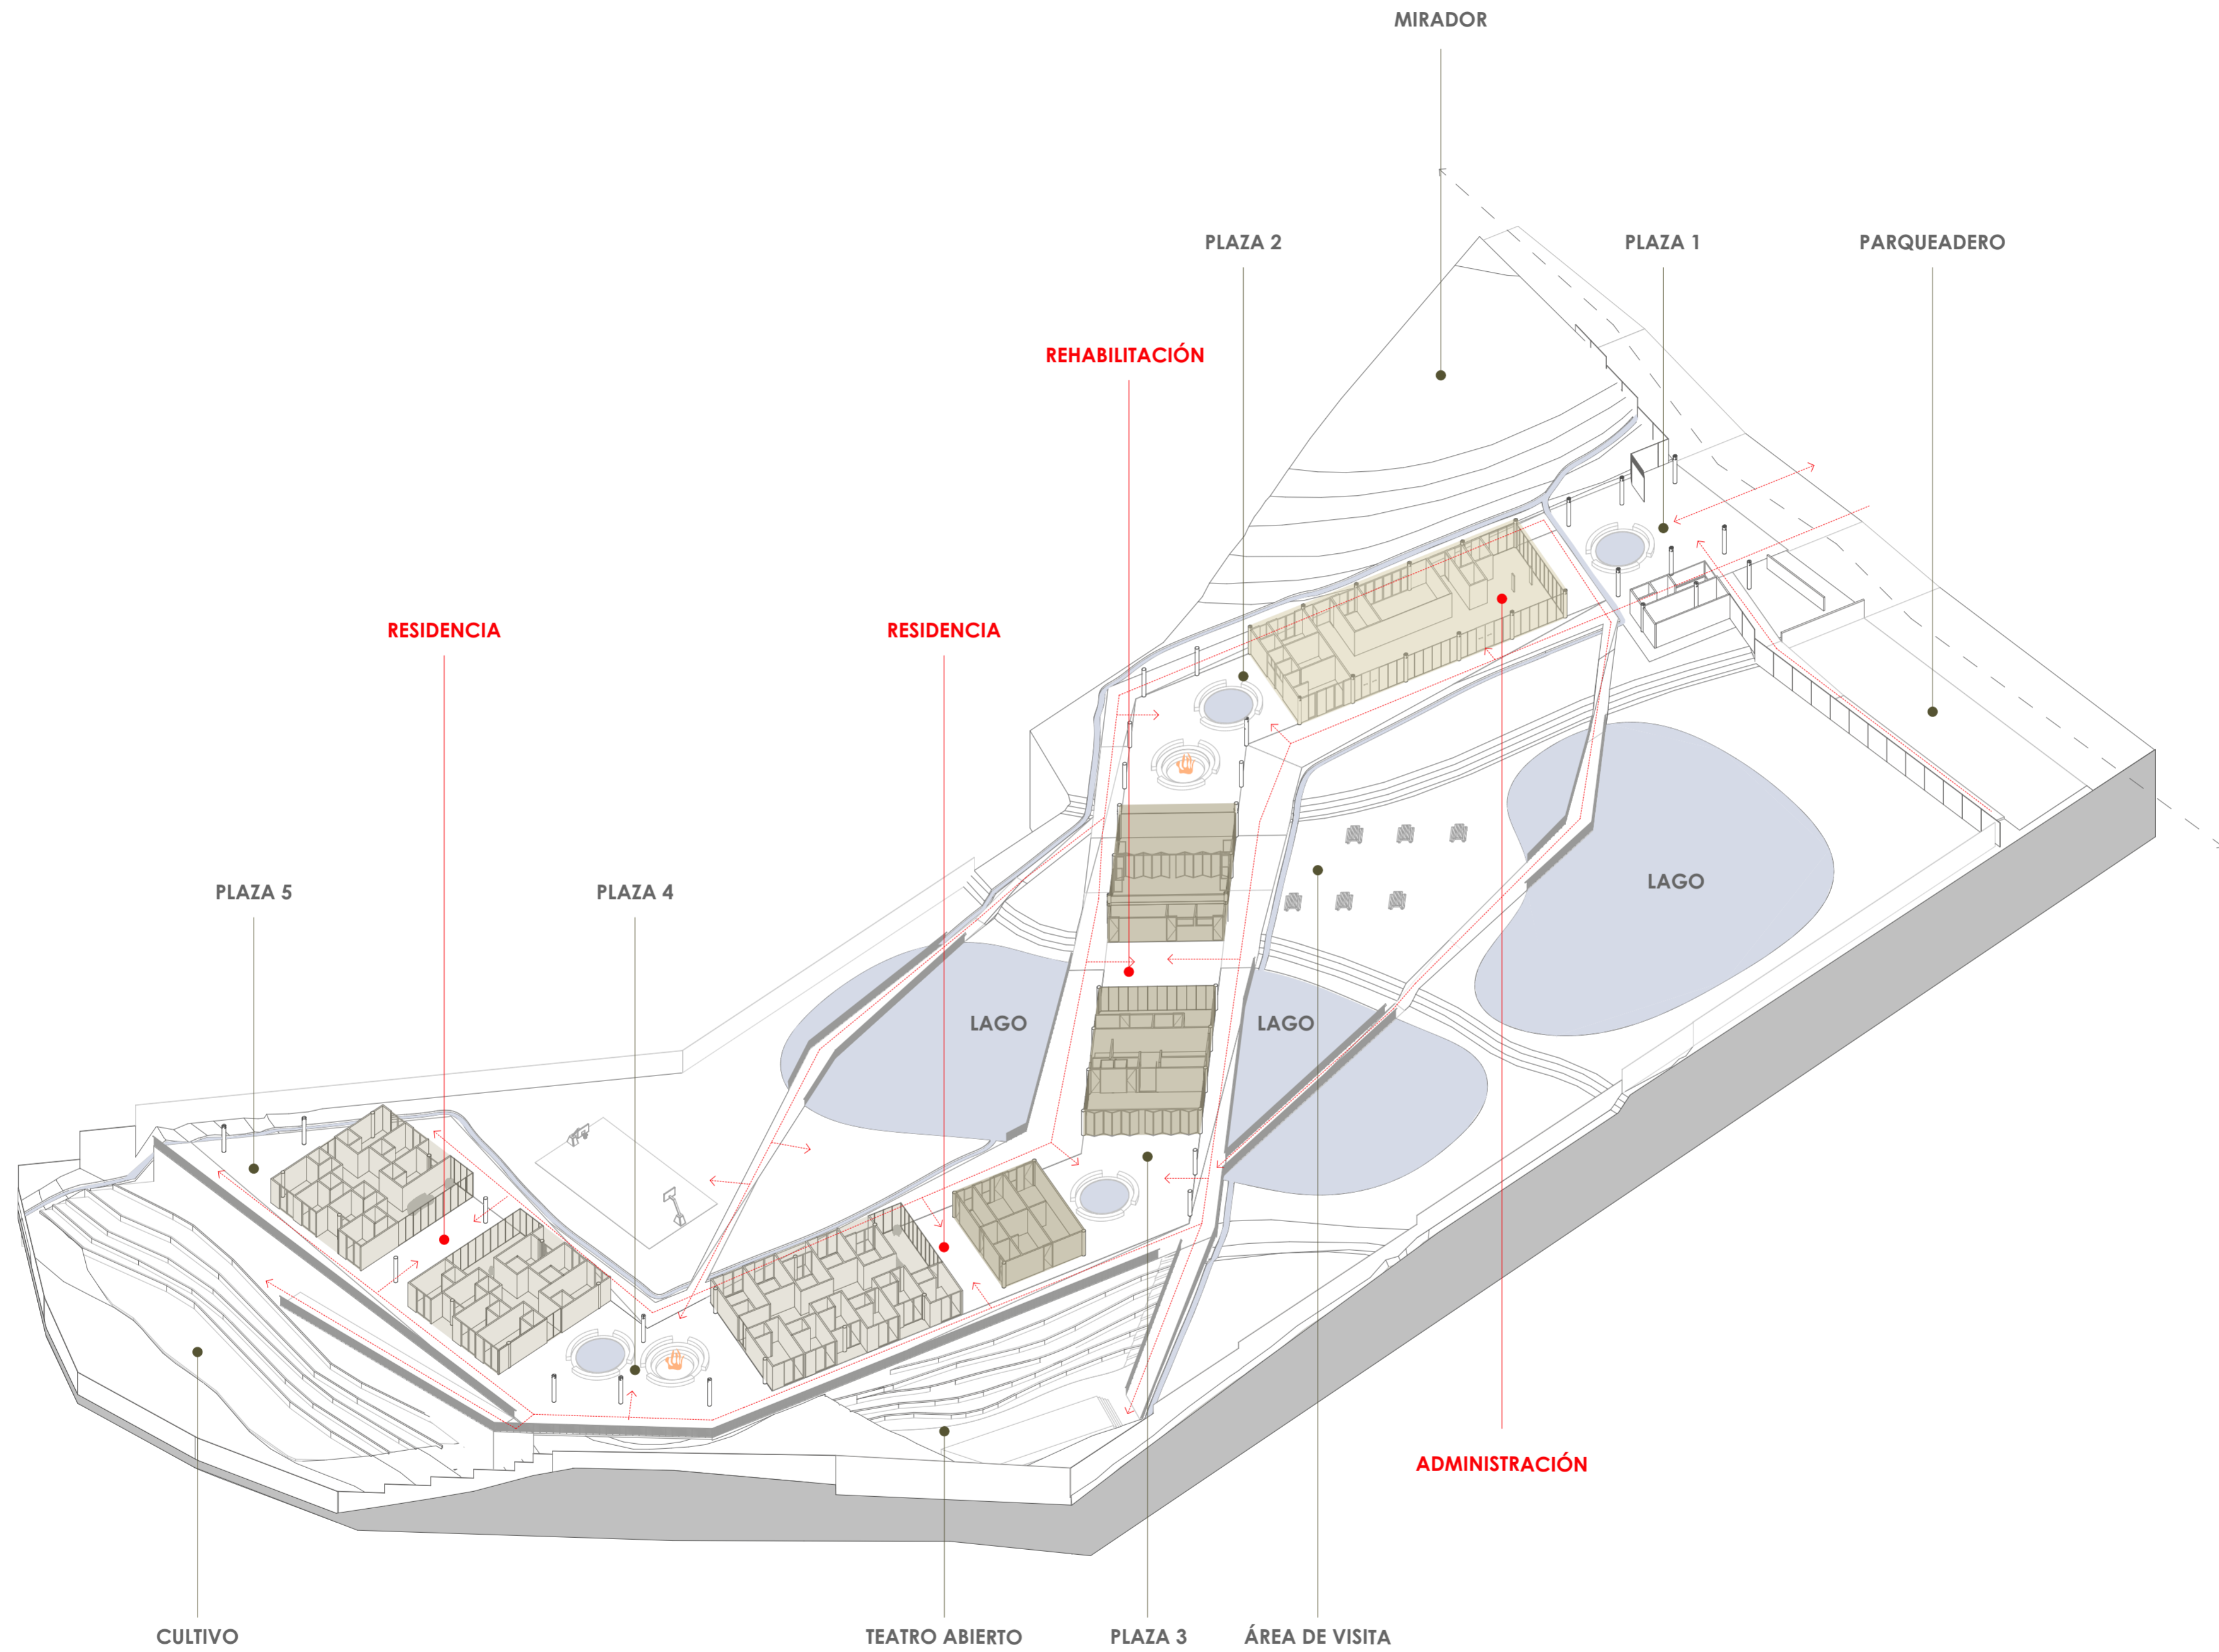 MIRADOR
PLAZA 2
PLAZA 1
PARQUEADERO
REHABILITACIÓN
RESIDENCIA
RESIDENCIA
PLAZA 5
PLAZA 4
LAGO
LAGO
LAGO
ADMINISTRACIÓN
CULTIVO
TEATRO ABIERTO
PLAZA 3
ÁREA DE VISITA